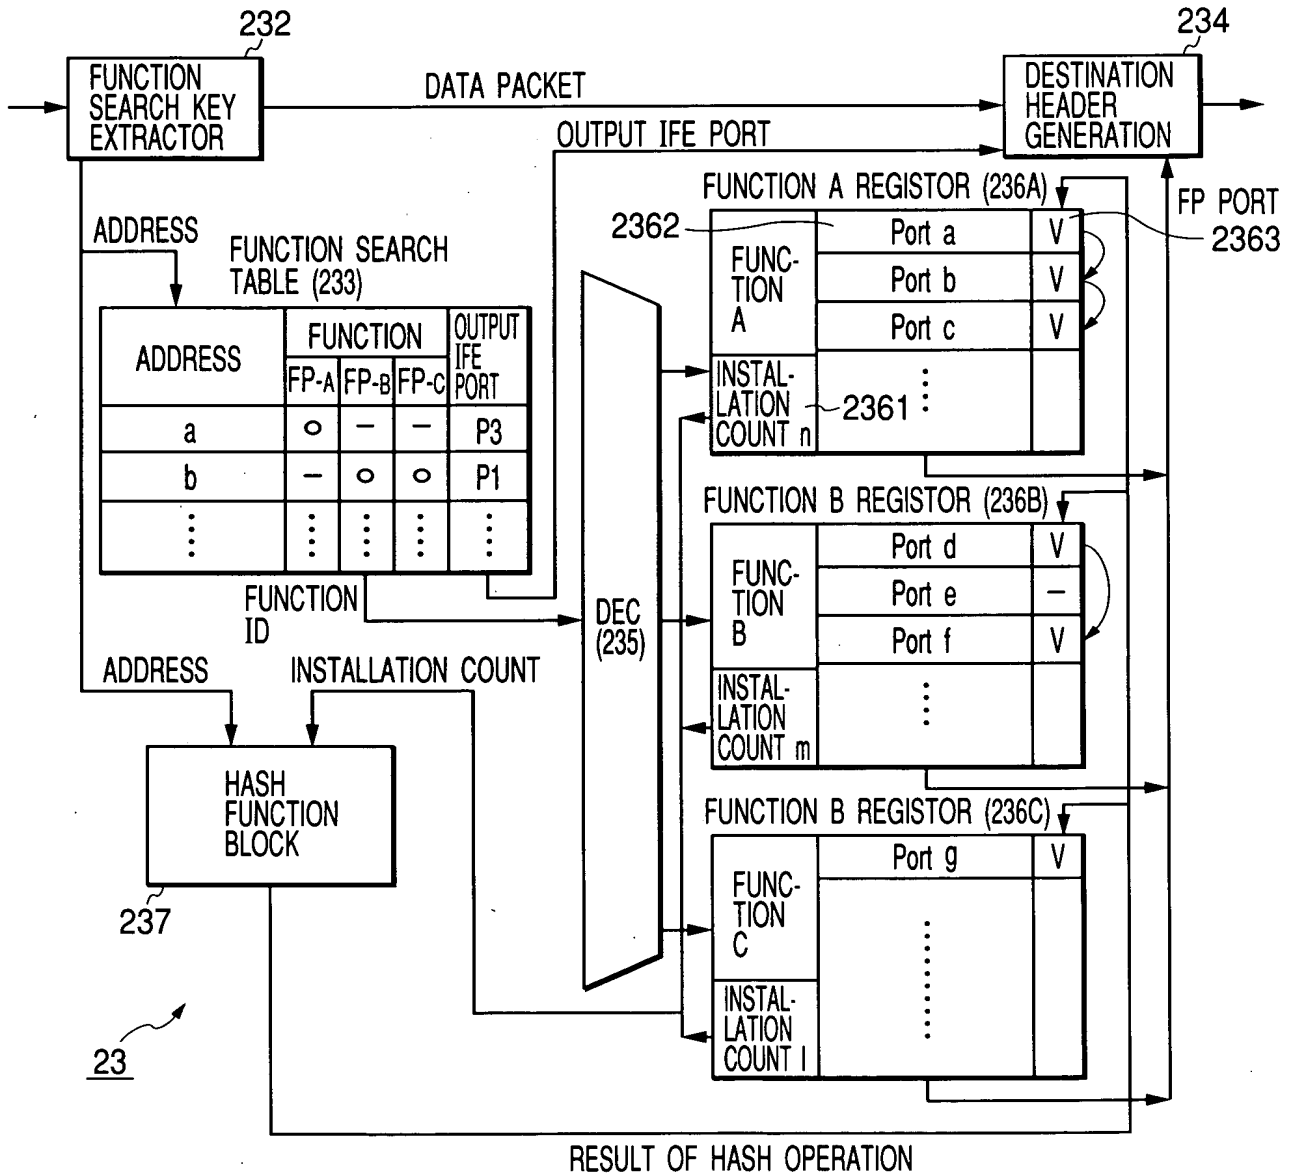 232
FUNCTION
SEARCH KEY
EXTRACTOR
DATA PACKET
234
DESTINATION
HEADER
GENERATION
OUTPUT IFE PORT
FP PORT
ADDRESS
FUNCTION SEARCH
TABLE (233)
ADDRESS
FUNCTION
OUTPUT
IFE
PORT
FP-A FP-B FP-C
a O – – P3
b – O O P1
FUNCTION
ID
DEC
(235)
FUNCTION A REGISTOR (236A)
2362
2363
FUNC-
TION
A
Port a V
Port b V
Port c V
INSTAL-
LATION
COUNT n
2361
FUNCTION B REGISTOR (236B)
FUNC-
TION
B
Port d V
Port e –
Port f V
INSTAL-
LATION
COUNT m
FUNCTION B REGISTOR (236C)
FUNC-
TION
C
Port g V
INSTAL-
LATION
COUNT l
ADDRESS
INSTALLATION COUNT
HASH
FUNCTION
BLOCK
237
23
RESULT OF HASH OPERATION